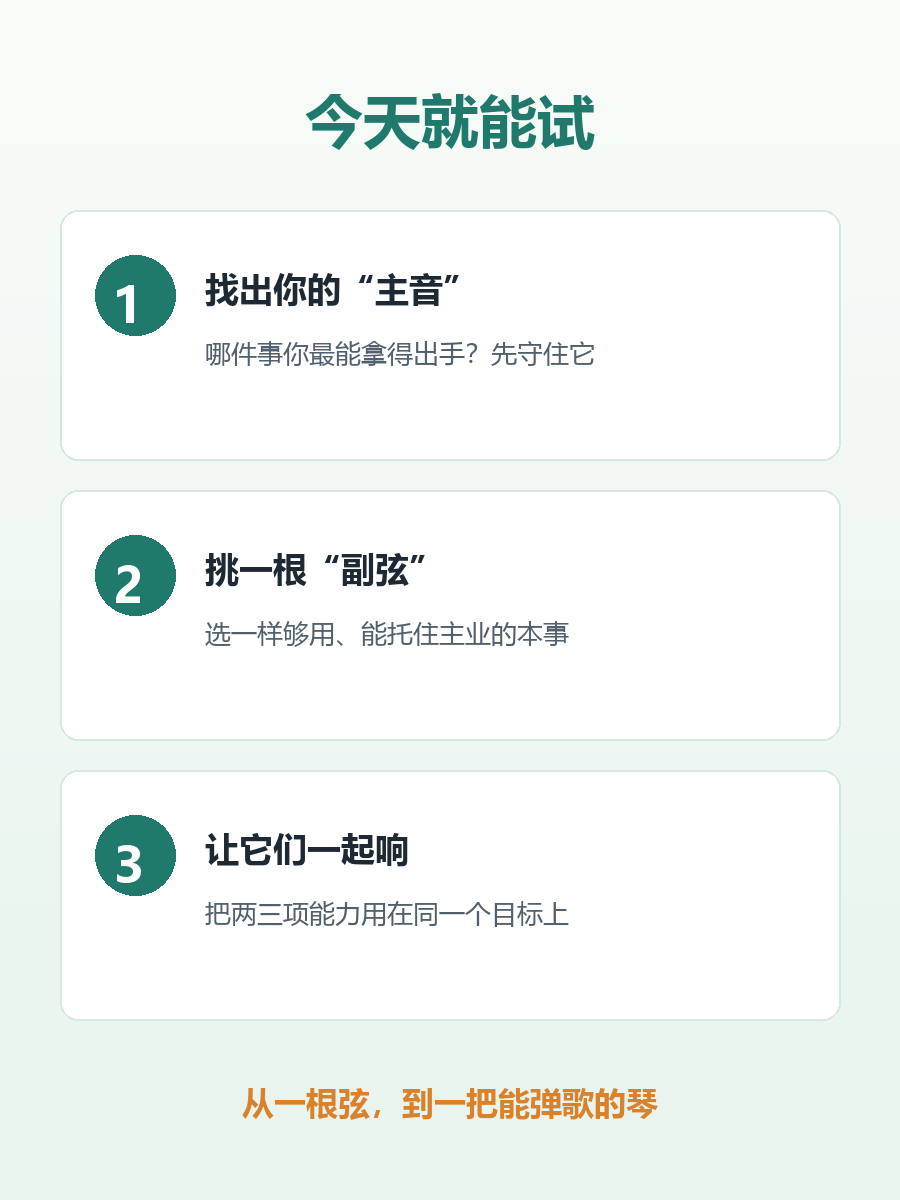 今天就能试
1
找出你的“主音”
哪件事你最能拿得出手？先守住它
2
挑一根“副弦”
选一样够用、能托住主业的本事
3
让它们一起响
把两三项能力用在同一个目标上
从一根弦，到一把能弹歌的琴